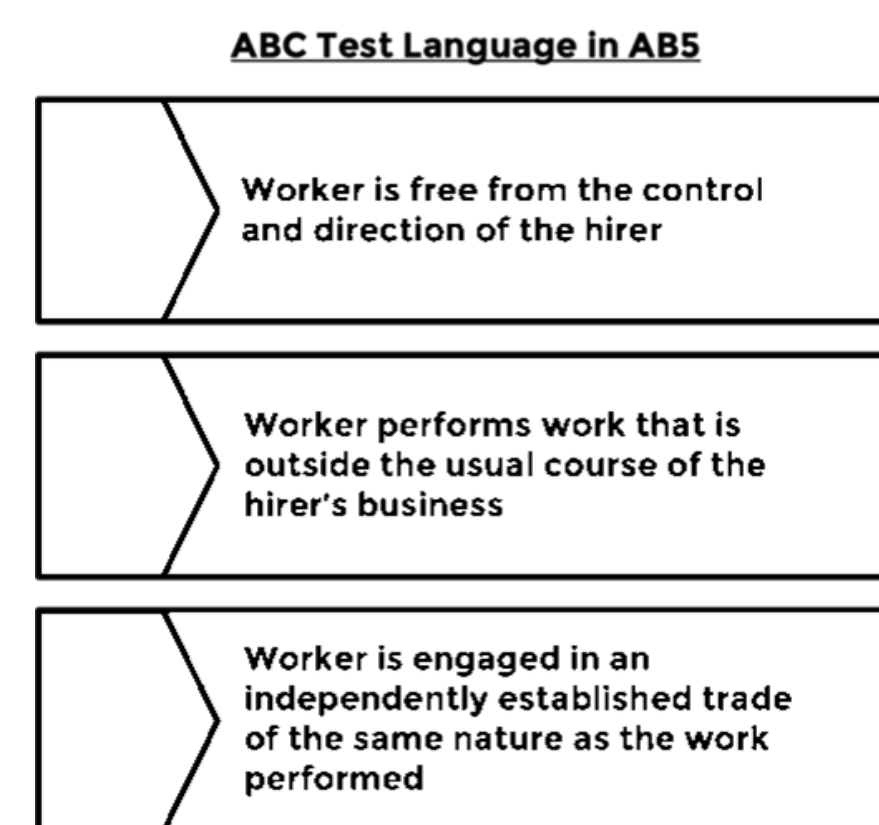 ABC Test Language in AB5
Worker is free from the control
and direction of the hirer
Worker performs work that is
outside the usual course of the
hirer's business
Worker is engaged in an
independently established trade
of the same nature as the work
performed